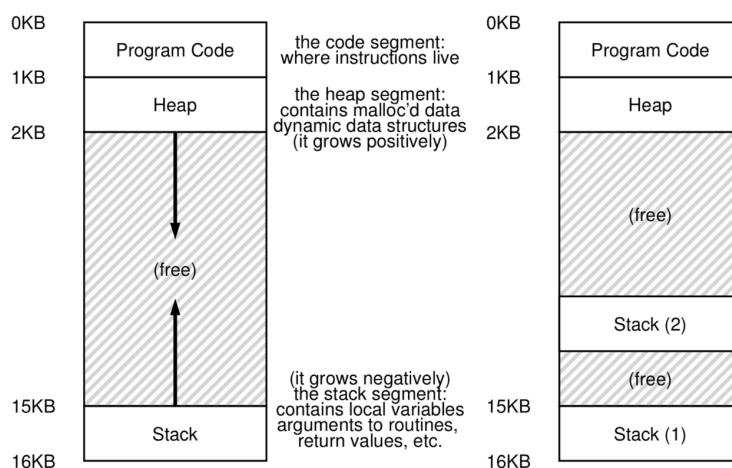 0KB
Program Code
the code segment:
where instructions live
1KB
Heap
the heap segment:
contains malloc'd data
dynamic data structures
(it grows positively)
2KB
(free)
(it grows negatively)
the stack segment:
contains local variables
arguments to routines,
return values, etc.
15KB
Stack
16KB
0KB
Program Code
1KB
Heap
2KB
(free)
Stack (2)
(free)
15KB
Stack (1)
16KB